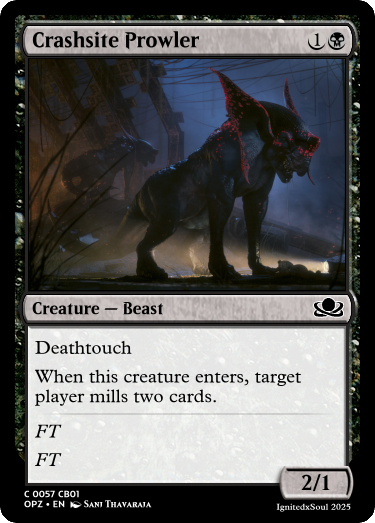 Crashsite Prowler 1
Creature — Beast
Deathtouch
When this creature enters, target
player mills two cards.
FT
FT
2/1
C 0057 CB01
OPZ • EN Sanj Thavaraja
IgnitedxSoul 2025